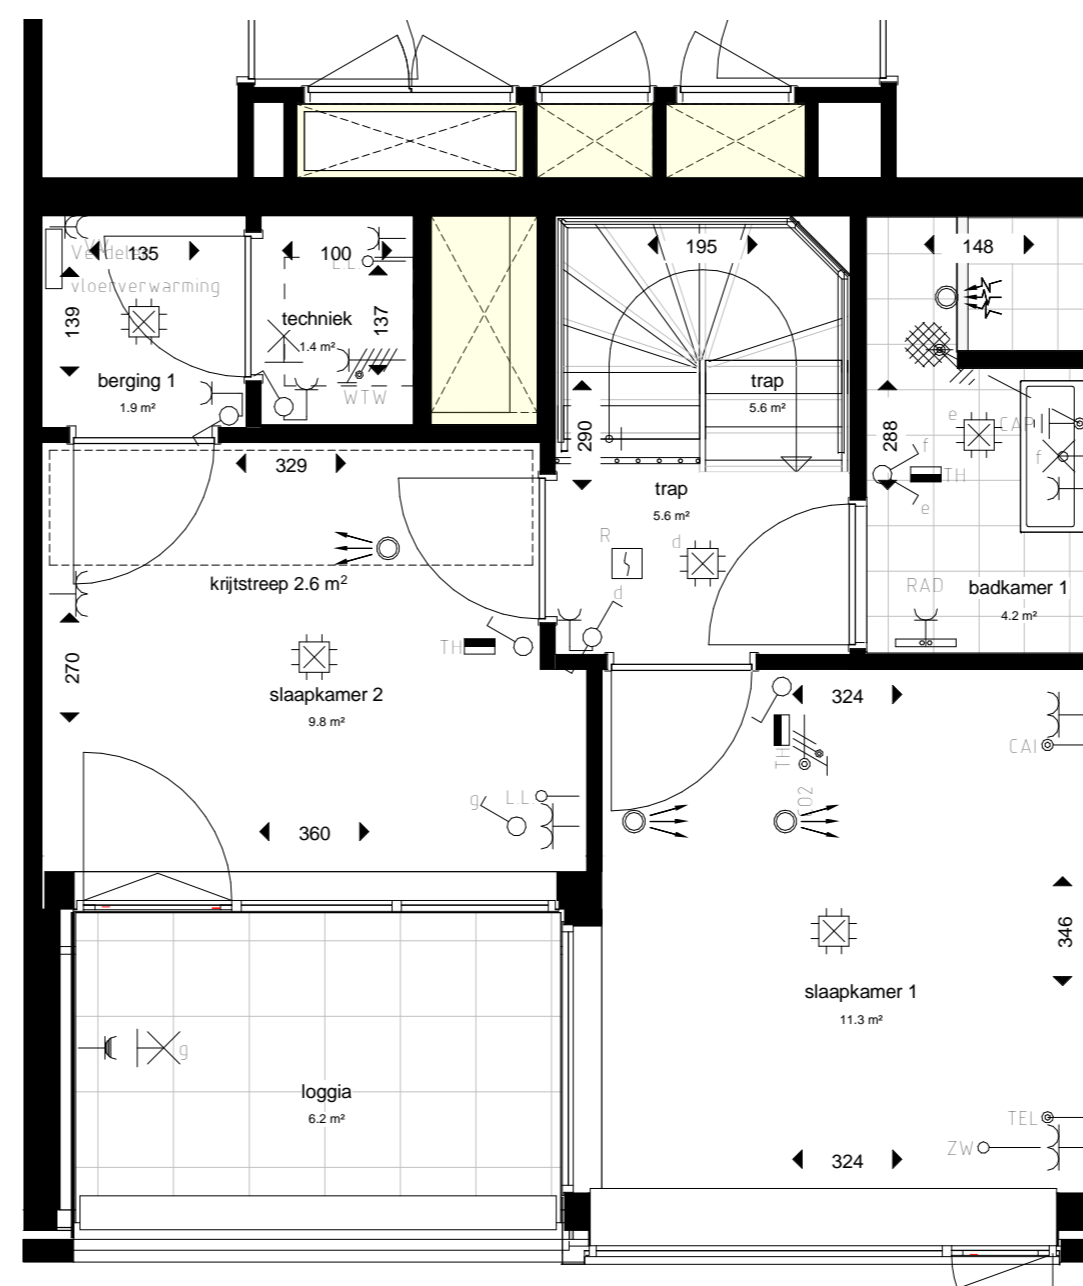 195
148
135
100
L.L.
Verdeler
vloerverwarming
139
137
techniek
1.4 m²
berging 1
1.9 m²
WTW
trap
5.6 m²
290
288
e
CAP
f
f
TH
e
329
trap
5.6 m²
R
d
d
krijtstreep 2.6 m²
RAD
badkamer 1
4.2 m²
270
TH
slaapkamer 2
9.8 m²
324
TH
CAI
CO2
g
L.L.
360
346
slaapkamer 1
11.3 m²
g
loggia
6.2 m²
TEL
ZW
324